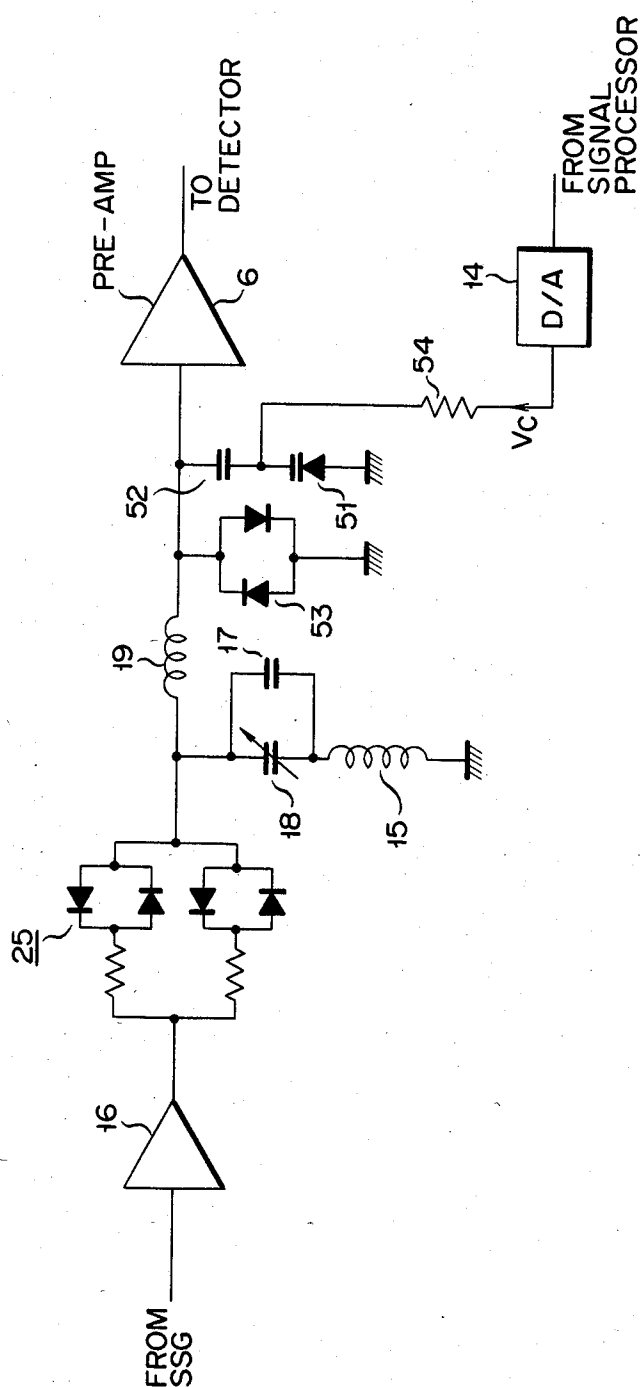 FROM
SSG
16
25
18
17
15
19
53
52
51
54
PRE-AMP
6
TO
DETECTOR
Vc
14
D/A
FROM
SIGNAL
PROCESSOR